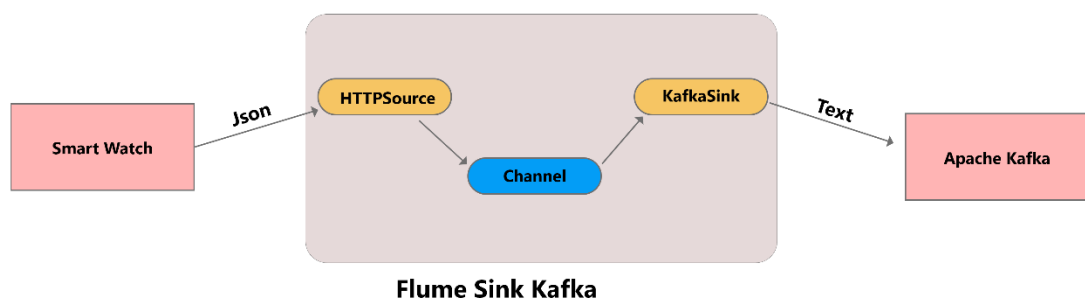 Smart Watch
Json
HTTPSource
Channel
KafkaSink
Text
Apache Kafka
Flume Sink Kafka